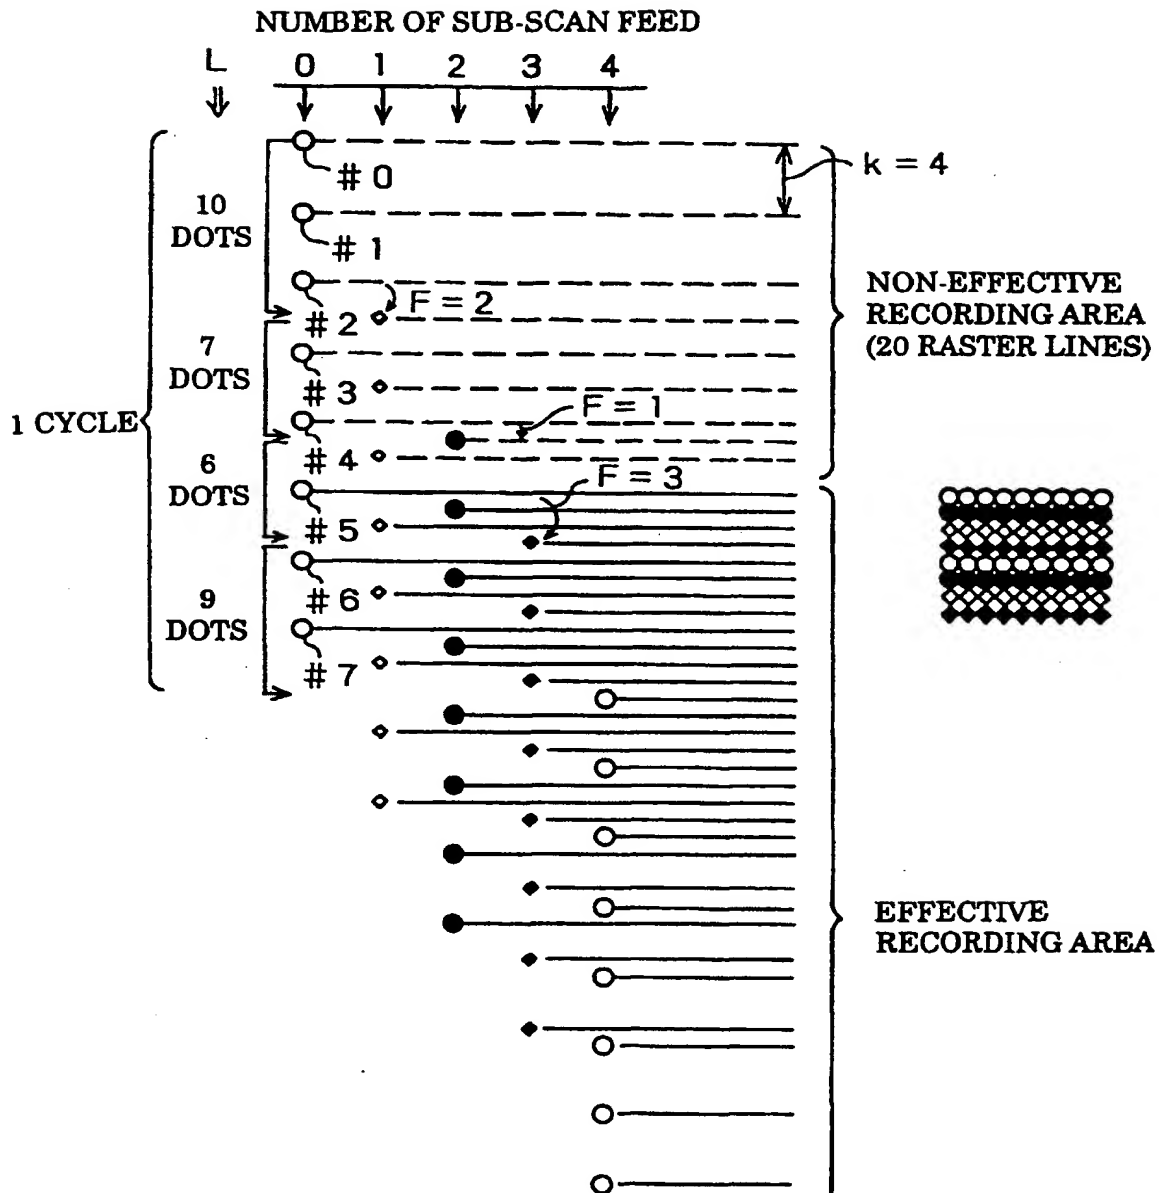 NUMBER OF SUB-SCAN FEED
L 0 1 2 3 4
# 0
k = 4
10
DOTS
# 1
NON-EFFECTIVE
RECORDING AREA
(20 RASTER LINES)
F = 2
# 2
7
DOTS
# 3
F = 1
1 CYCLE
# 4
6
DOTS
F = 3
# 5
9
DOTS
# 6
# 7
EFFECTIVE
RECORDING AREA